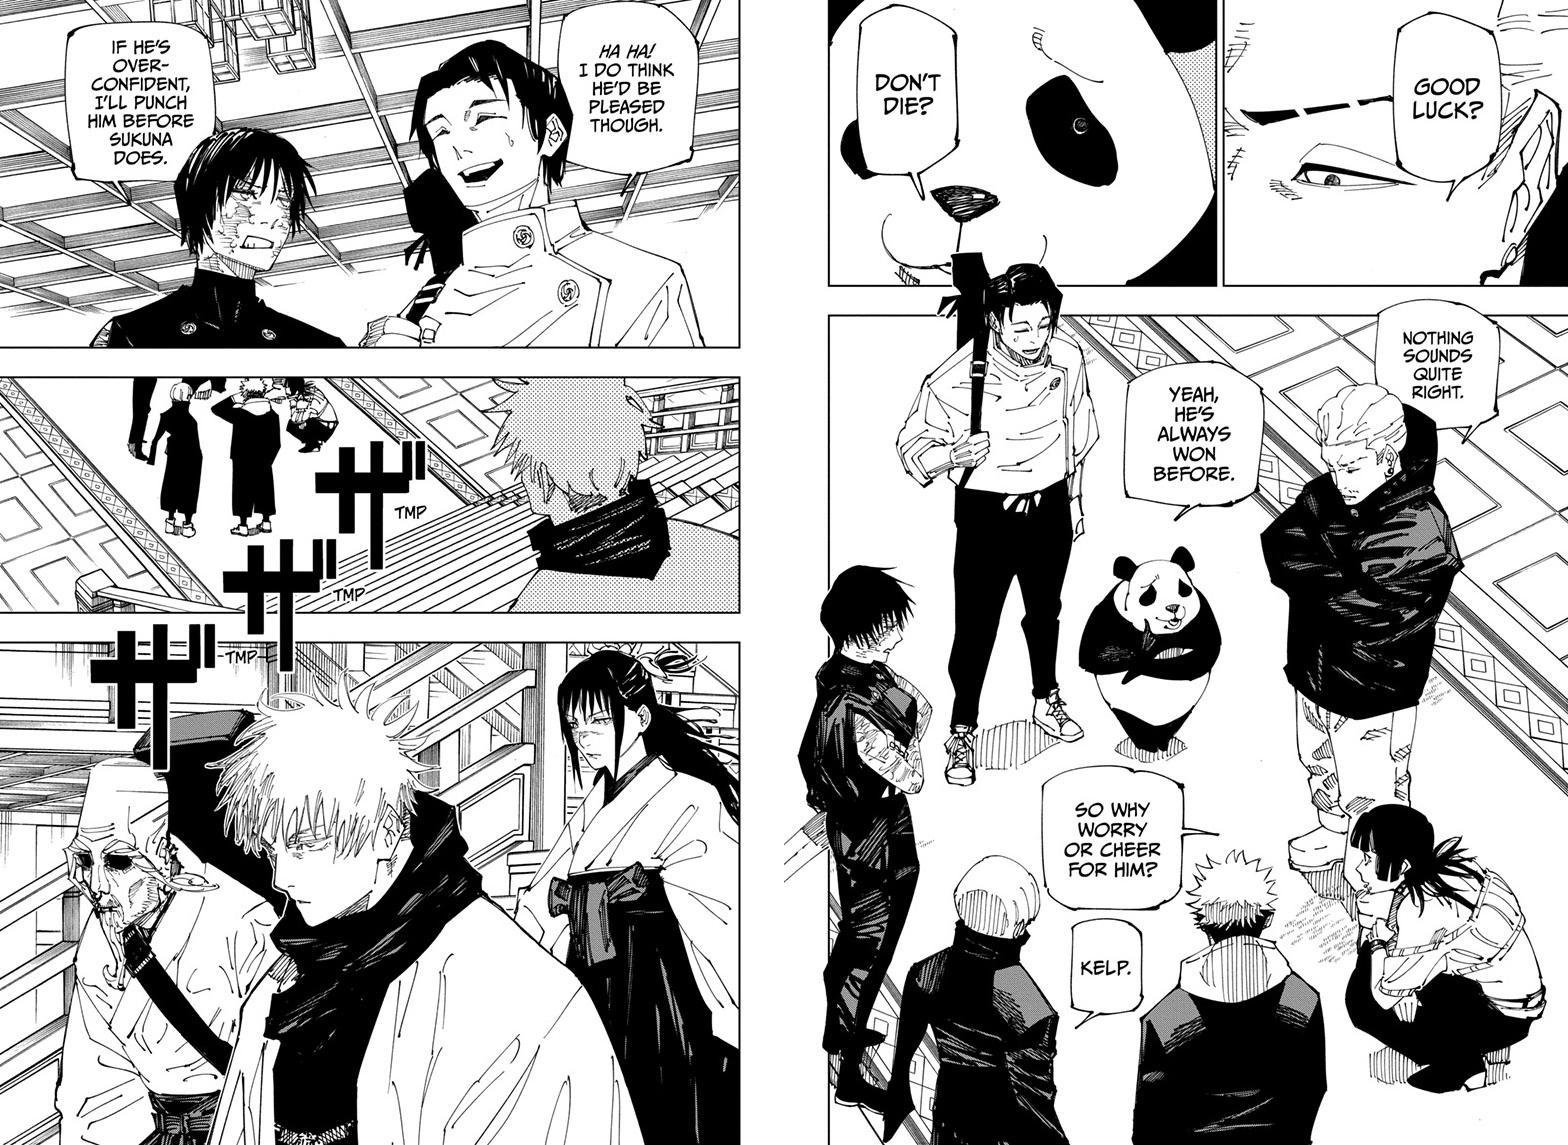 GOOD
LUCK?
DON'T
DIE?
NOTHING
SOUNDS
QUITE
RIGHT.
YEAH,
HE'S
ALWAYS
WON
BEFORE.
SO WHY
WORRY
OR CHEER
FOR HIM?
KELP.
HA HA!
I DO THINK
HE'D BE
PLEASED
THOUGH.
IF HE'S
OVER-
CONFIDENT,
I'LL PUNCH
HIM BEFORE
SUKUNA
DOES.
ザ
TMP
ザ
TMP
ザ
TMP